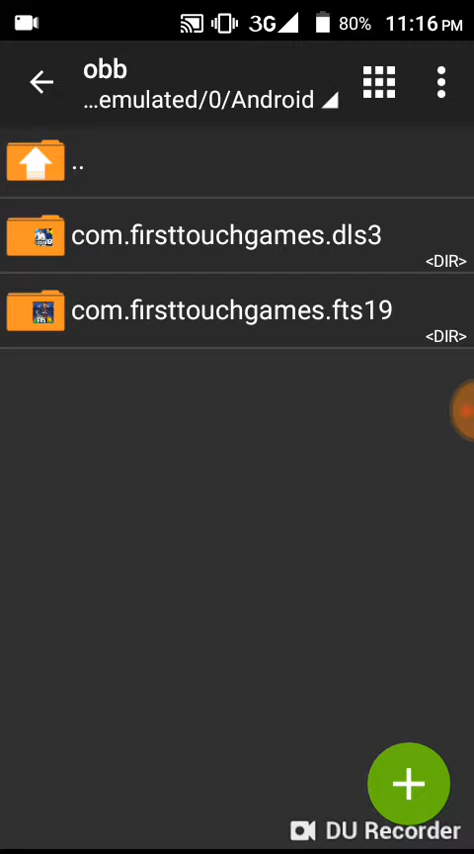 3G 80% 11:16 PM
obb
...emulated/0/Android
..
com.firsttouchgames.dls3
<DIR>
com.firsttouchgames.fts19
<DIR>
DU Recorder